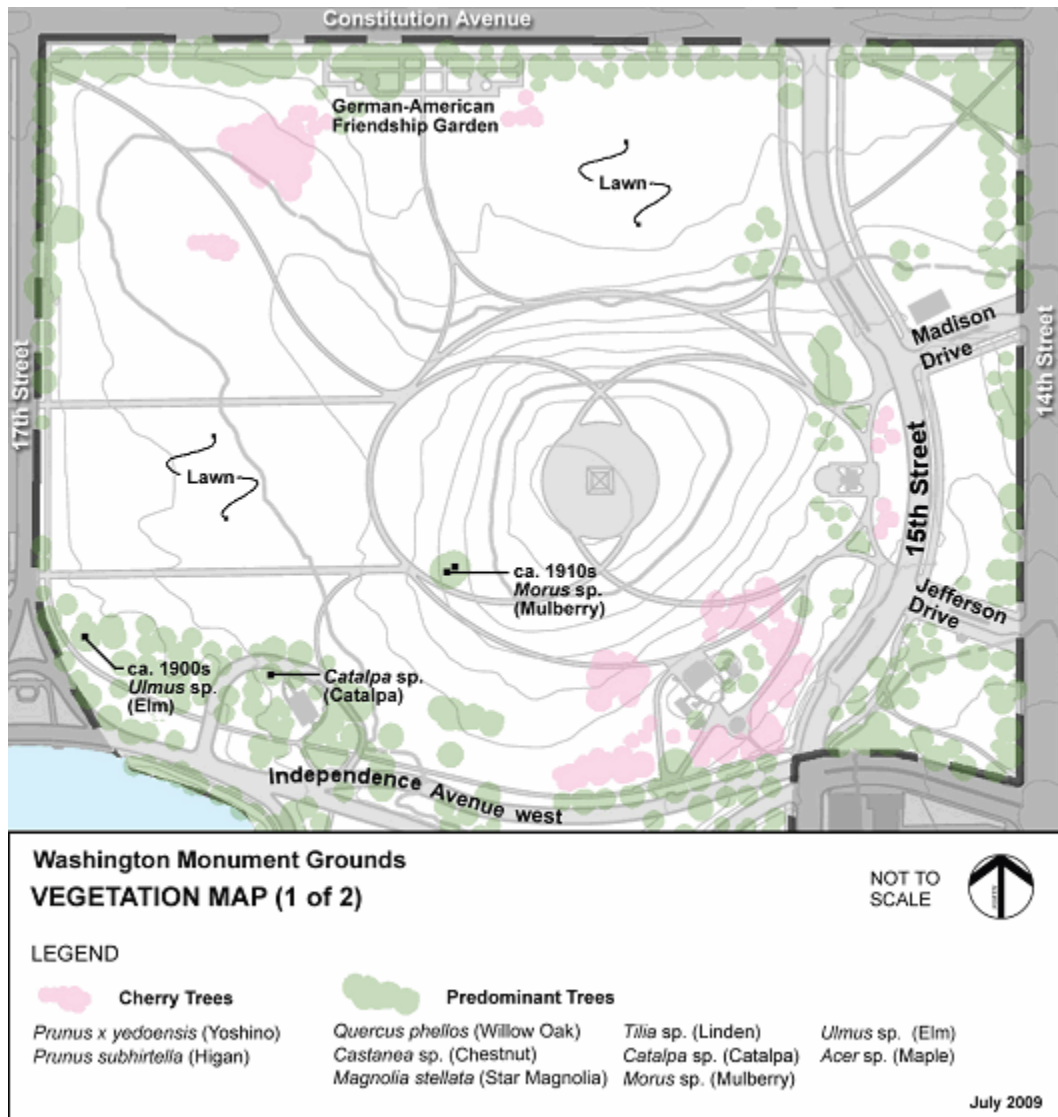 Constitution Avenue
German-American
Friendship Garden
Lawn
Madison
Drive
17th Street
14th Street
Lawn
15th Street
ca. 1910s
Morus sp.
(Mulberry)
Jefferson
Drive
ca. 1900s
Ulmus sp.
(Elm)
Catalpa sp.
(Catalpa)
Independence Avenue west
Washington Monument Grounds
VEGETATION MAP (1 of 2)
NOT TO
SCALE
LEGEND
Cherry Trees
Prunus x yedoensis (Yoshino)
Prunus subhirtella (Higan)
Predominant Trees
Quercus phellos (Willow Oak)
Castanea sp. (Chestnut)
Magnolia stellata (Star Magnolia)
Tilia sp. (Linden)
Catalpa sp. (Catalpa)
Morus sp. (Mulberry)
Ulmus sp. (Elm)
Acer sp. (Maple)
July 2009